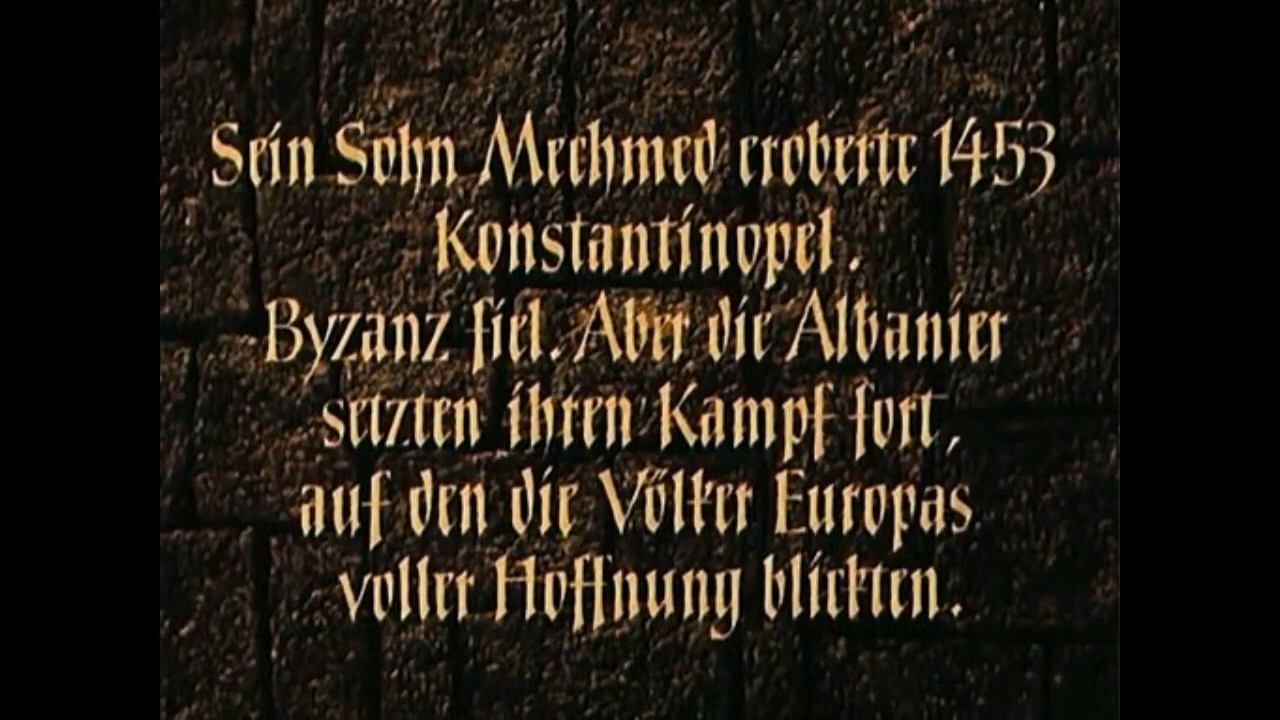 Sein Sohn Mechmed eroberte 1453
Konstantinopel.
Byzanz fiel. Aber die Albanier
setzten ihren Kampf fort,
auf den die Völker Europas
voller Hoffnung blickten.